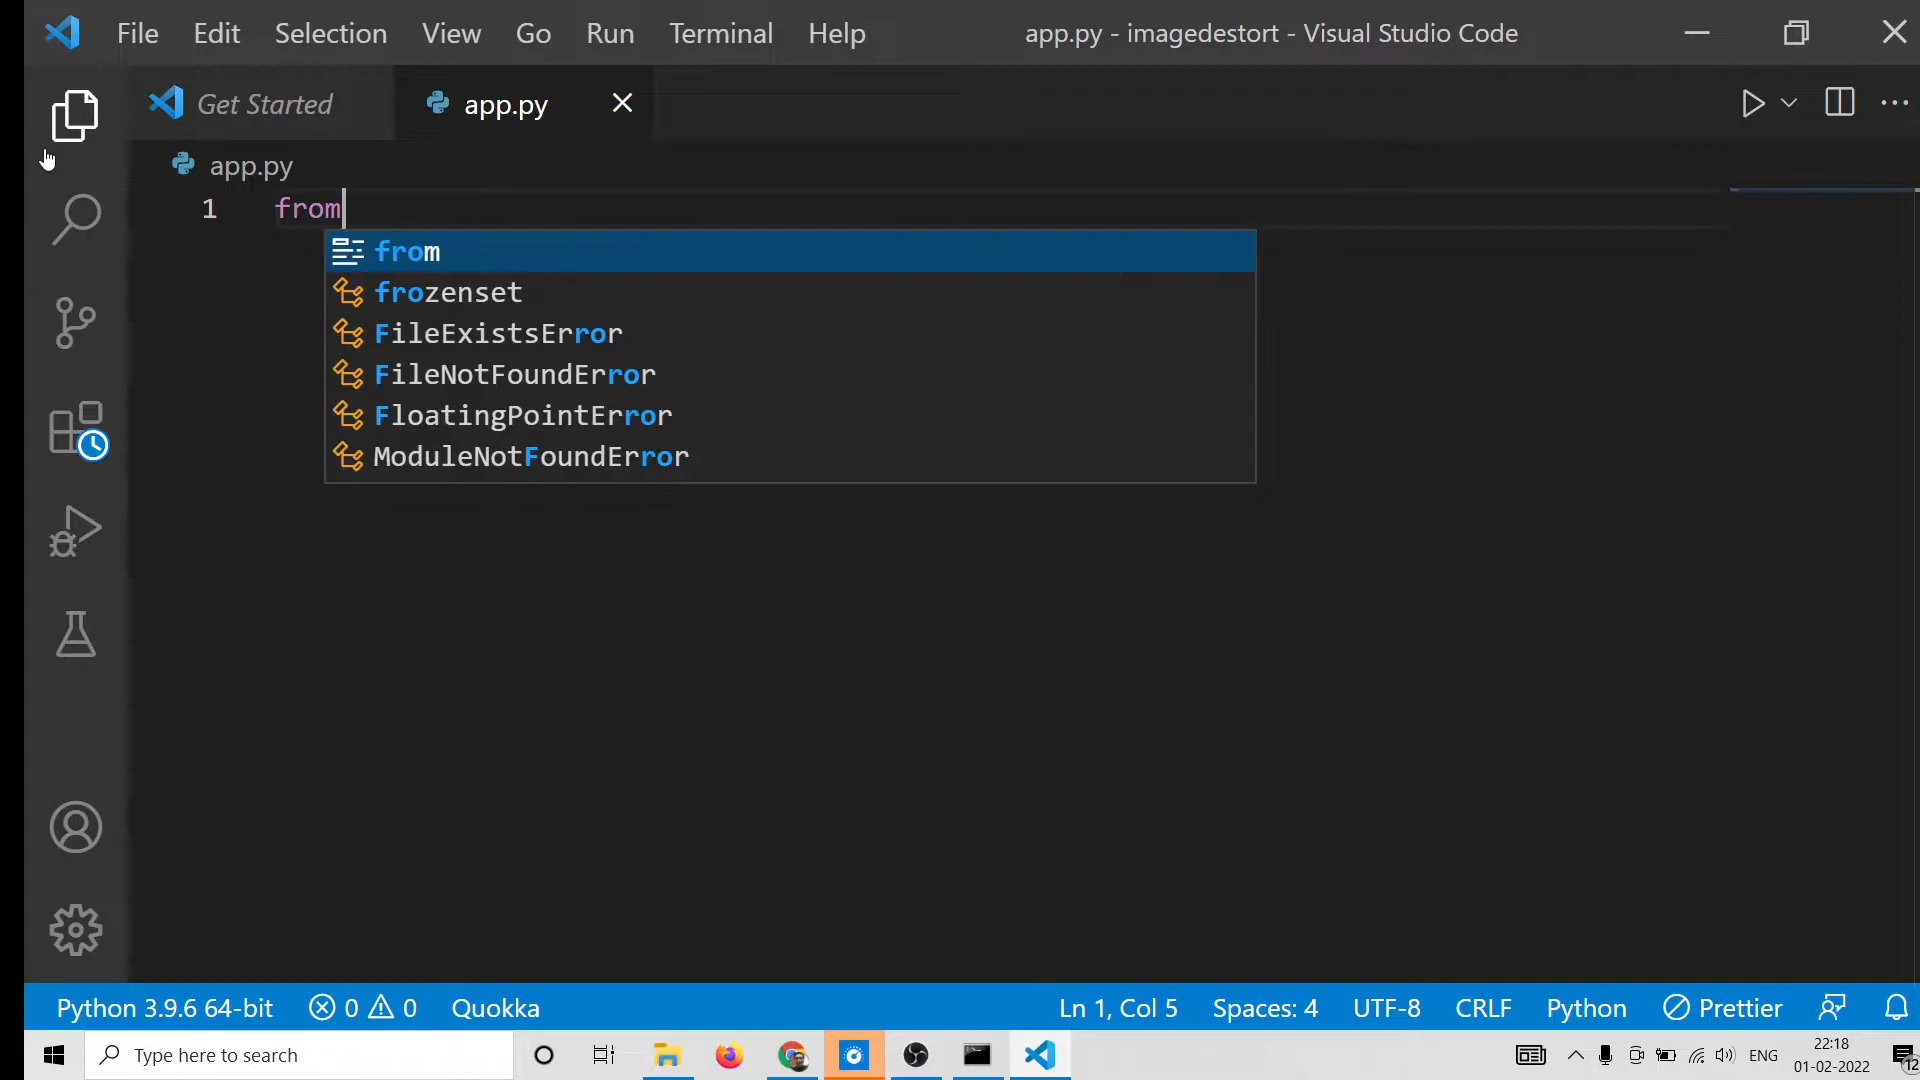 File Edit Selection View Go Run Terminal Help app.py - imagedestort - Visual Studio Code
Get Started app.py
app.py
1 from
from
frozenset
FileExistsError
FileNotFoundError
FloatingPointError
ModuleNotFoundError
Python 3.9.6 64-bit 0 0 Quokka Ln 1, Col 5 Spaces: 4 UTF-8 CRLF Python Prettier
Type here to search ENG 22:18
01-02-2022 12